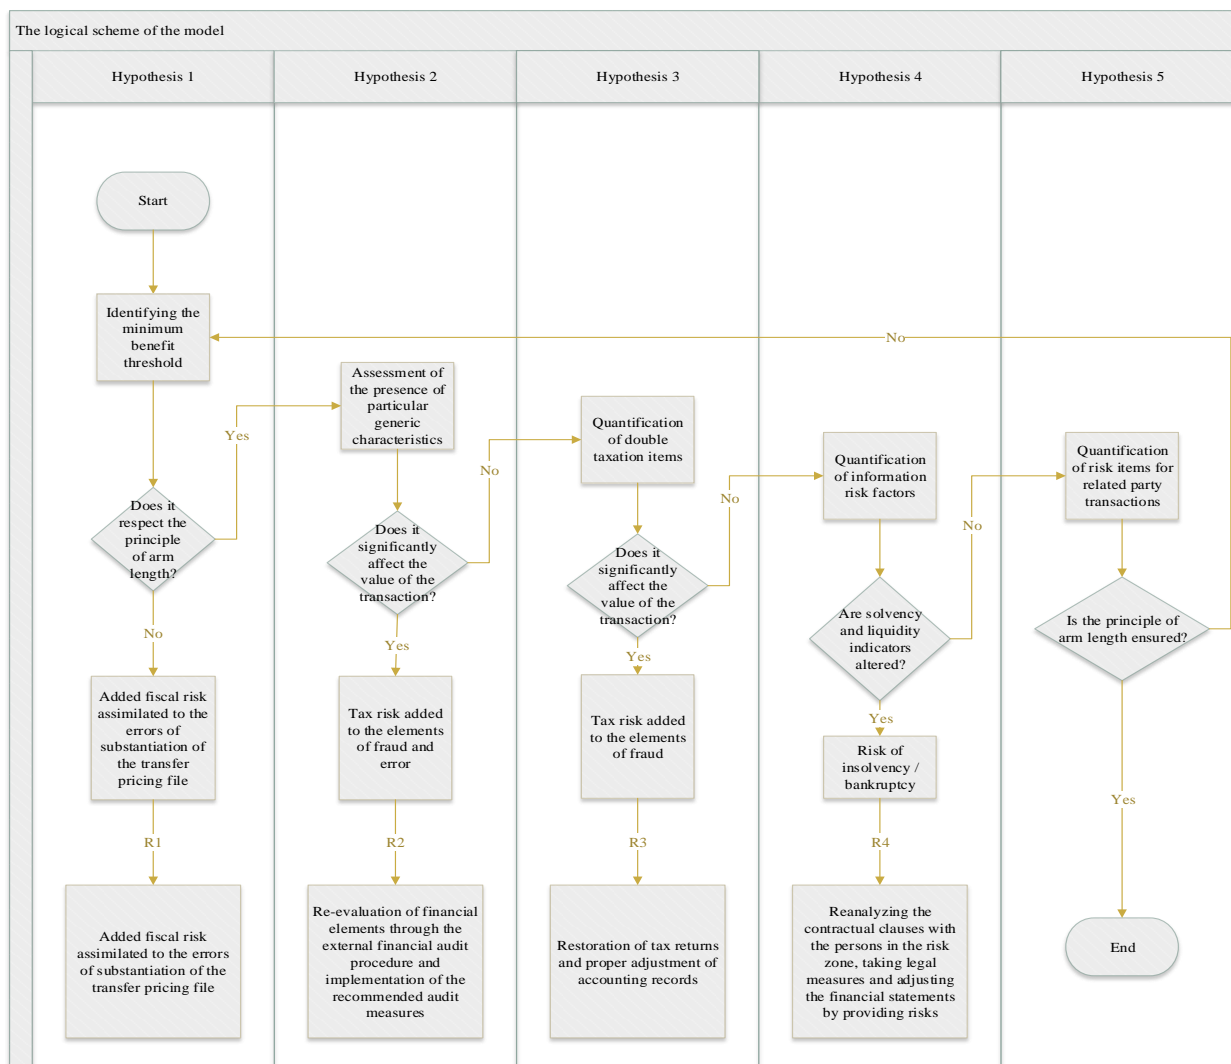 The logical scheme of the model
Hypothesis 1
Hypothesis 2
Hypothesis 3
Hypothesis 4
Hypothesis 5
Start
Identifying the
minimum
benefit
threshold
Does it
respect the
principle
of arm
length?
Yes
No
Added fiscal risk
assimilated to the
errors of
substantiation of
the transfer
pricing file
R1
Added fiscal risk
assimilated to the errors
of substantiation of the
transfer pricing file
Assessment of
the presence of
particular
generic
characteristics
Does it
significantly
affect the
value of the
transaction?
No
Yes
Tax risk added
to the elements
of fraud and
error
R2
Re-evaluation of financial
elements through the
external financial audit
procedure and
implementation of the
recommended audit
measures
Quantification
of double
taxation items
Does it
significantly
affect the
value of the
transaction?
No
Yes
Tax risk added
to the elements
of fraud
R3
Restoration of tax returns
and proper adjustment of
accounting records
No
Quantification
of information
risk factors
Are solvency
and liquidity
indicators
altered?
No
Yes
Risk of
insolvency /
bankruptcy
R4
Reanalyzing the
contractual clauses with
the persons in the risk
zone, taking legal
measures and adjusting
the financial statements
by providing risks
Quantification
of risk items for
related party
transactions
Is the principle of
arm length ensured?
Yes
End